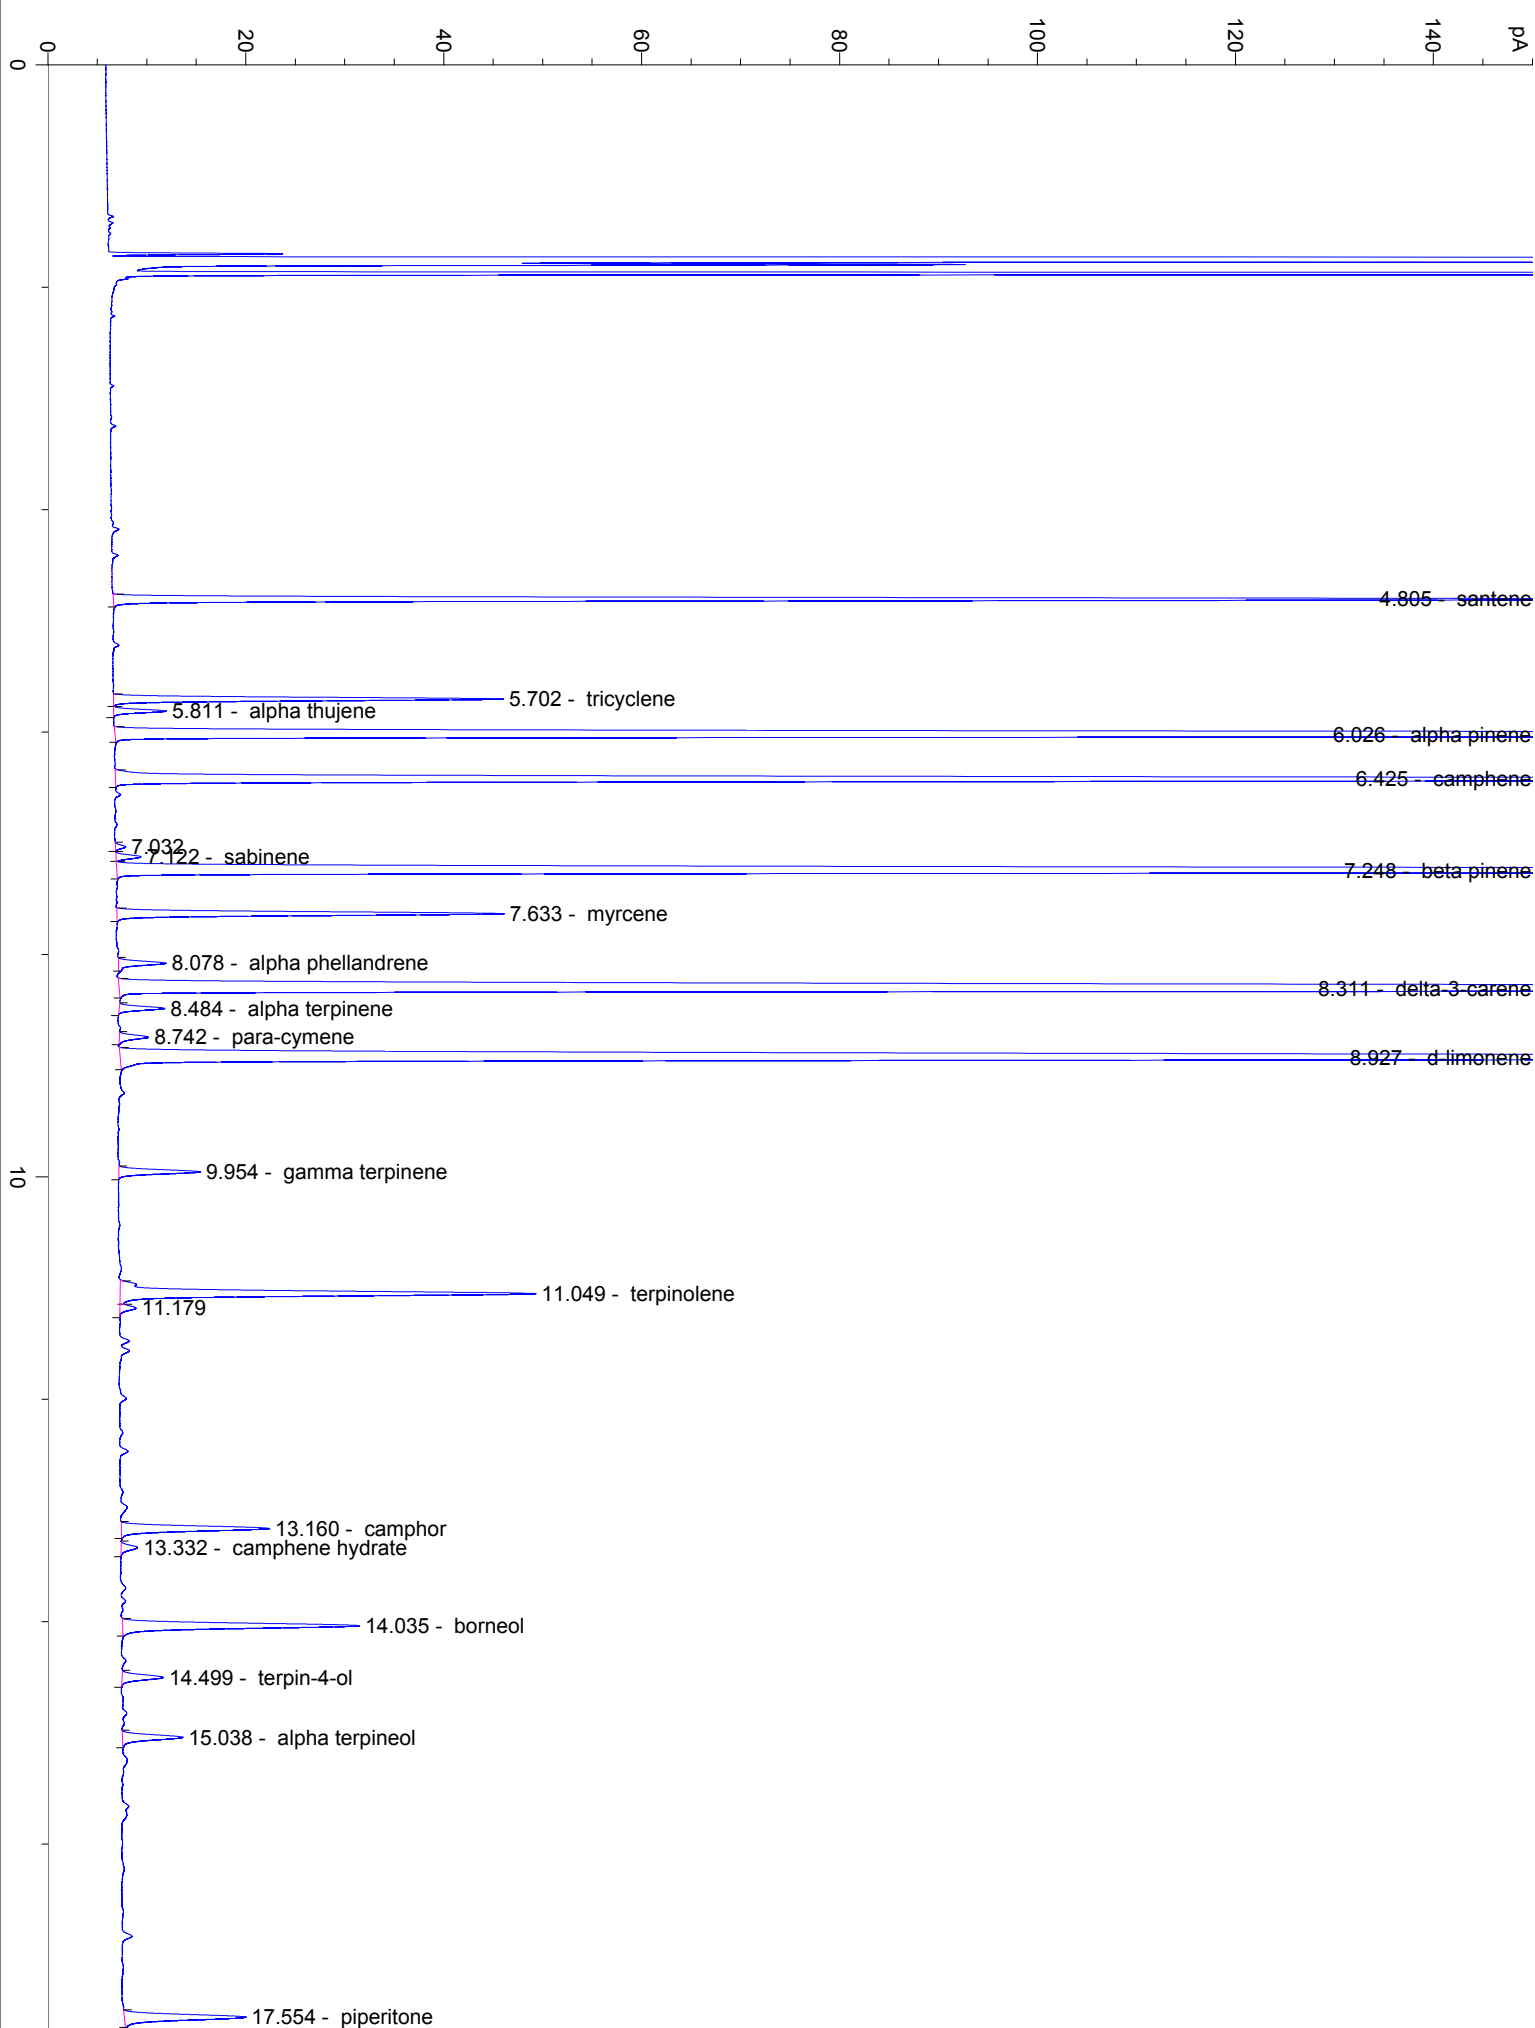 pA
0
20
40
60
80
100
120
140
0
4.805 -  santene
5.702 -  tricyclene
5.811 -  alpha thujene
6.026 -  alpha pinene
6.425 -  camphene
7.032
7.122 -  sabinene
7.248 -  beta pinene
7.633 -  myrcene
8.078 -  alpha phellandrene
8.311 -  delta-3-carene
8.484 -  alpha terpinene
8.742 -  para-cymene
8.927 -  d-limonene
9.954 -  gamma terpinene
10
11.049 -  terpinolene
11.179
13.160 -  camphor
13.332 -  camphene hydrate
14.035 -  borneol
14.499 -  terpin-4-ol
15.038 -  alpha terpineol
17.554 -  piperitone